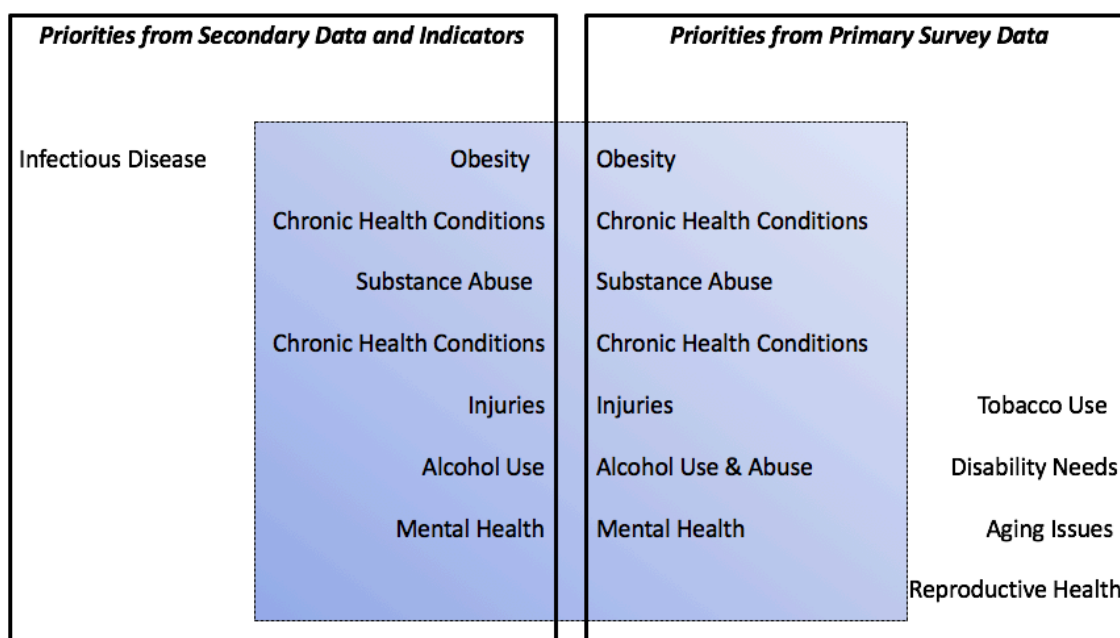 Priorities from Secondary Data and Indicators
Priorities from Primary Survey Data
Infectious Disease
Obesity
Obesity
Chronic Health Conditions
Chronic Health Conditions
Substance Abuse
Substance Abuse
Chronic Health Conditions
Chronic Health Conditions
Injuries
Injuries
Tobacco Use
Alcohol Use
Alcohol Use & Abuse
Disability Needs
Mental Health
Mental Health
Aging Issues
Reproductive Health